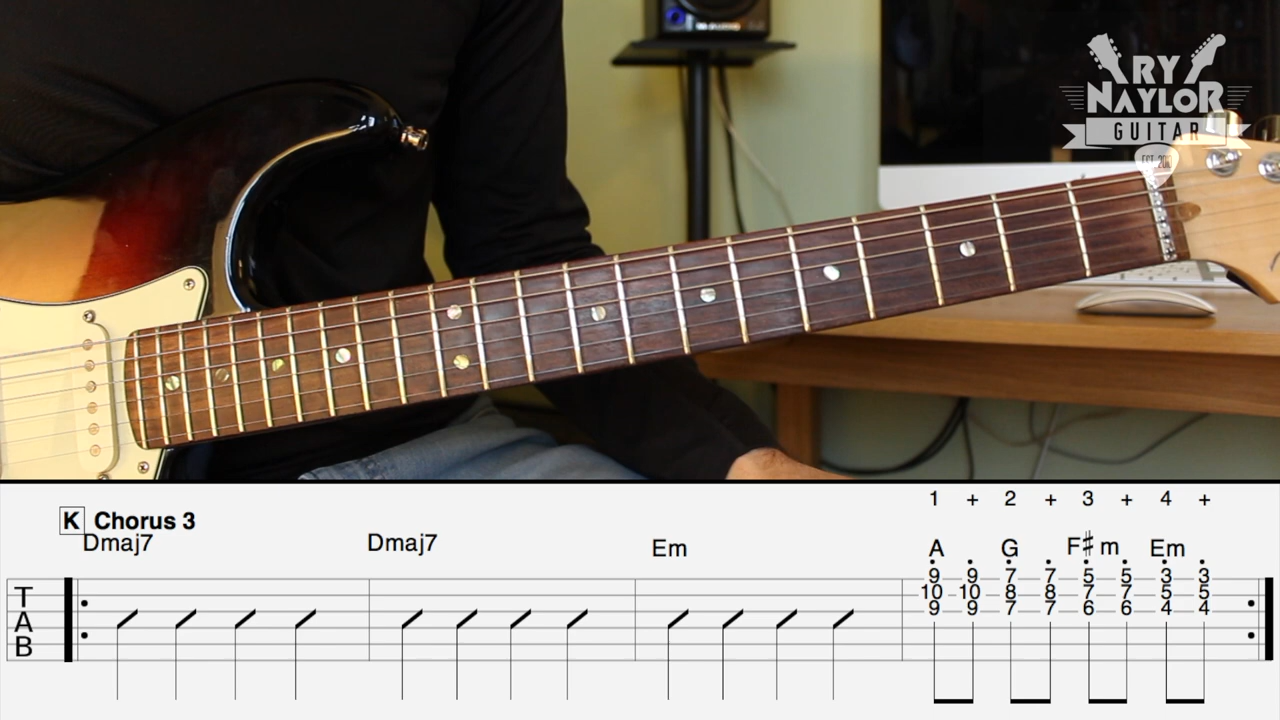 RY
NAYLOR
GUITAR
1 + 2 + 3 + 4 +
K Chorus 3
Dmaj7 Dmaj7 Em A G F♯m Em
T
A
B
9 9 7 7 5 5 3 3
10 10 8 8 7 7 5 5
9 9 7 7 6 6 4 4